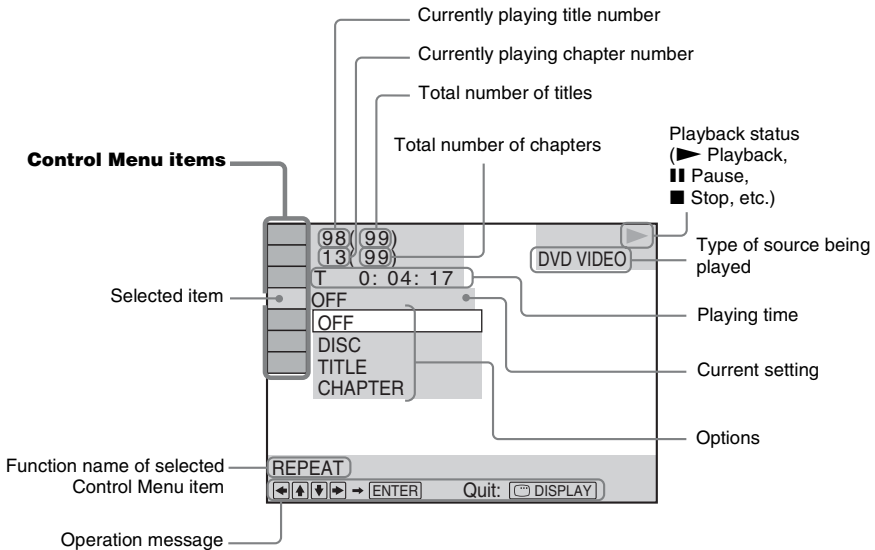 Currently playing title number
Currently playing chapter number
Total number of titles
Total number of chapters
Playback status
(► Playback,
▮▮ Pause,
■ Stop, etc.)
Control Menu items
98( 99)
13( 99)
DVD VIDEO
Type of source being
played
T 0: 04: 17
Playing time
Selected item
OFF
OFF
DISC
TITLE
CHAPTER
Current setting
Options
Function name of selected
Control Menu item
REPEAT
← ↑ ↓ → → ENTER Quit: DISPLAY
Operation message